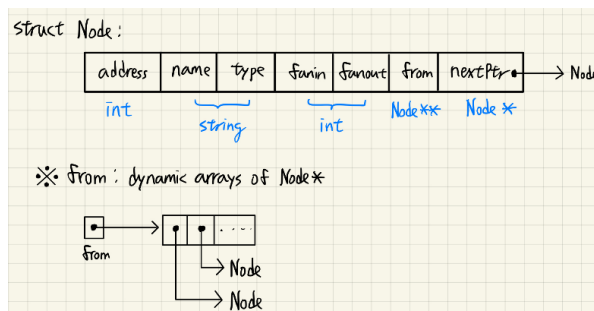 struct Node:
address name type fanin fanout from nextPtr Node
int string int Node** Node*
※ from: dynamic arrays of Node*
from
Node
Node